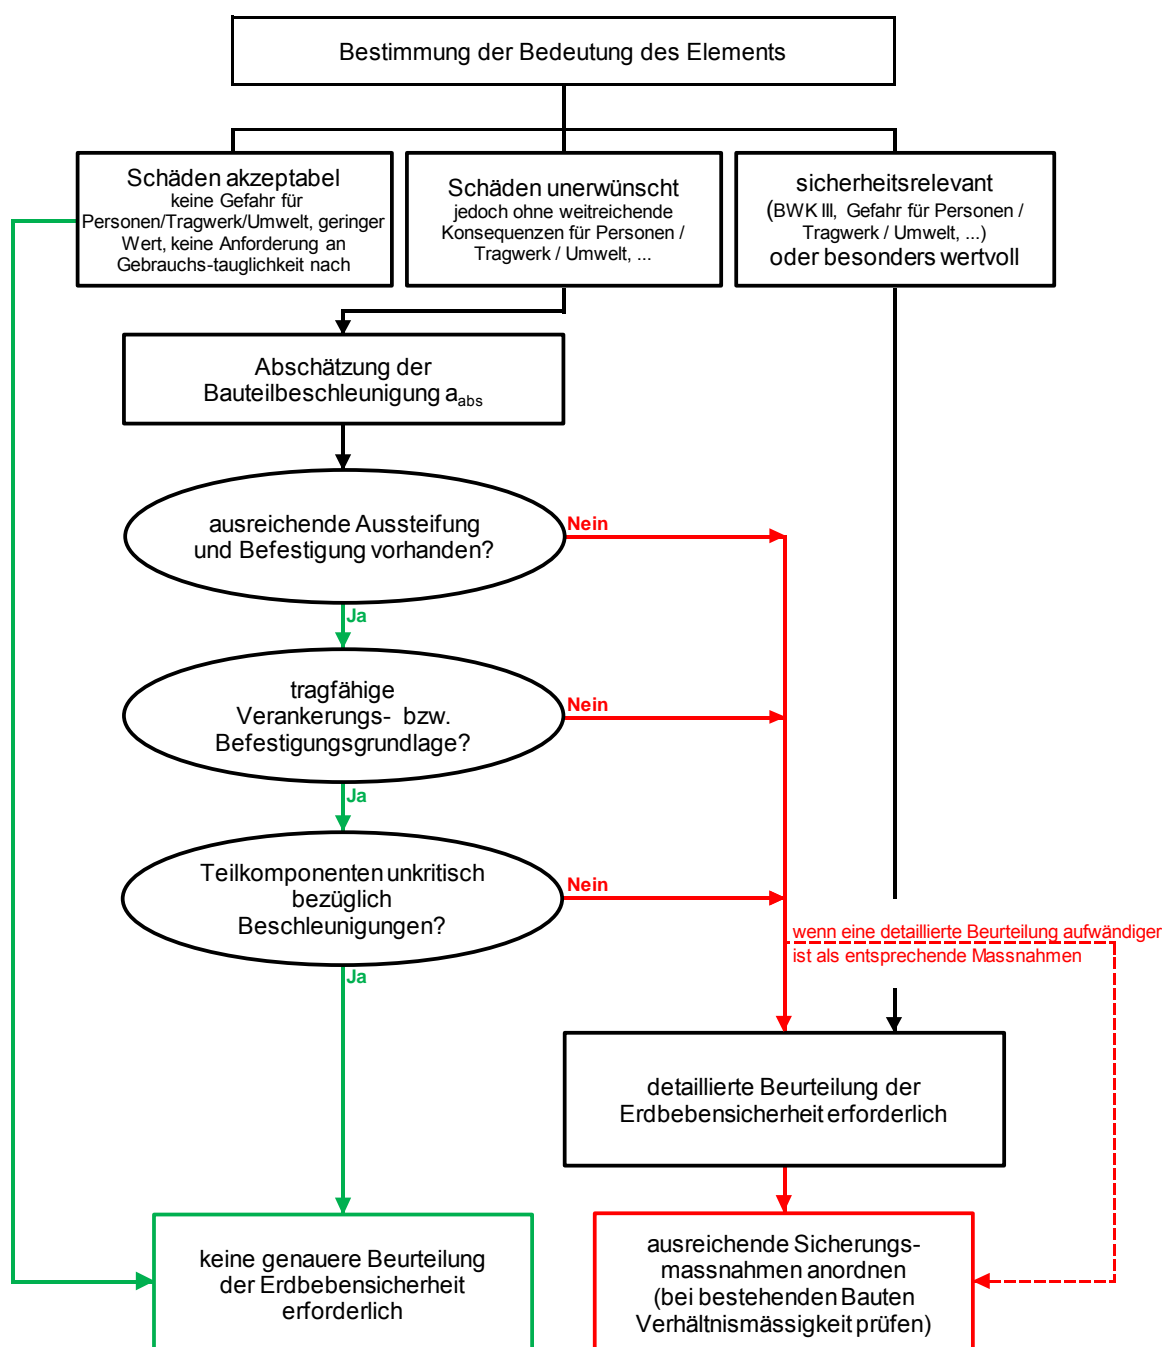 Bestimmung der Bedeutung des Elements
Schäden akzeptabel
keine Gefahr für
Personen/Tragwerk/Umwelt, geringer
Wert, keine Anforderung an
Gebrauchs-tauglichkeit nach
Schäden unerwünscht
jedoch ohne weitreichende
Konsequenzen für Personen /
Tragwerk / Umwelt, ...
sicherheitsrelevant
(BWK III, Gefahr für Personen /
Tragwerk / Umwelt, ...)
oder besonders wertvoll
Abschätzung der
Bauteilbeschleunigung aabs
ausreichende Aussteifung
und Befestigung vorhanden?
Nein
Ja
tragfähige
Verankerungs- bzw.
Befestigungsgrundlage?
Nein
Ja
Teilkomponenten unkritisch
bezüglich
Beschleunigungen?
Nein
Ja
wenn eine detaillierte Beurteilung aufwändiger
ist als entsprechende Massnahmen
detaillierte Beurteilung der
Erdbebensicherheit erforderlich
keine genauere Beurteilung
der Erdbebensicherheit
erforderlich
ausreichende Sicherungs-
massnahmen anordnen
(bei bestehenden Bauten
Verhältnismässigkeit prüfen)